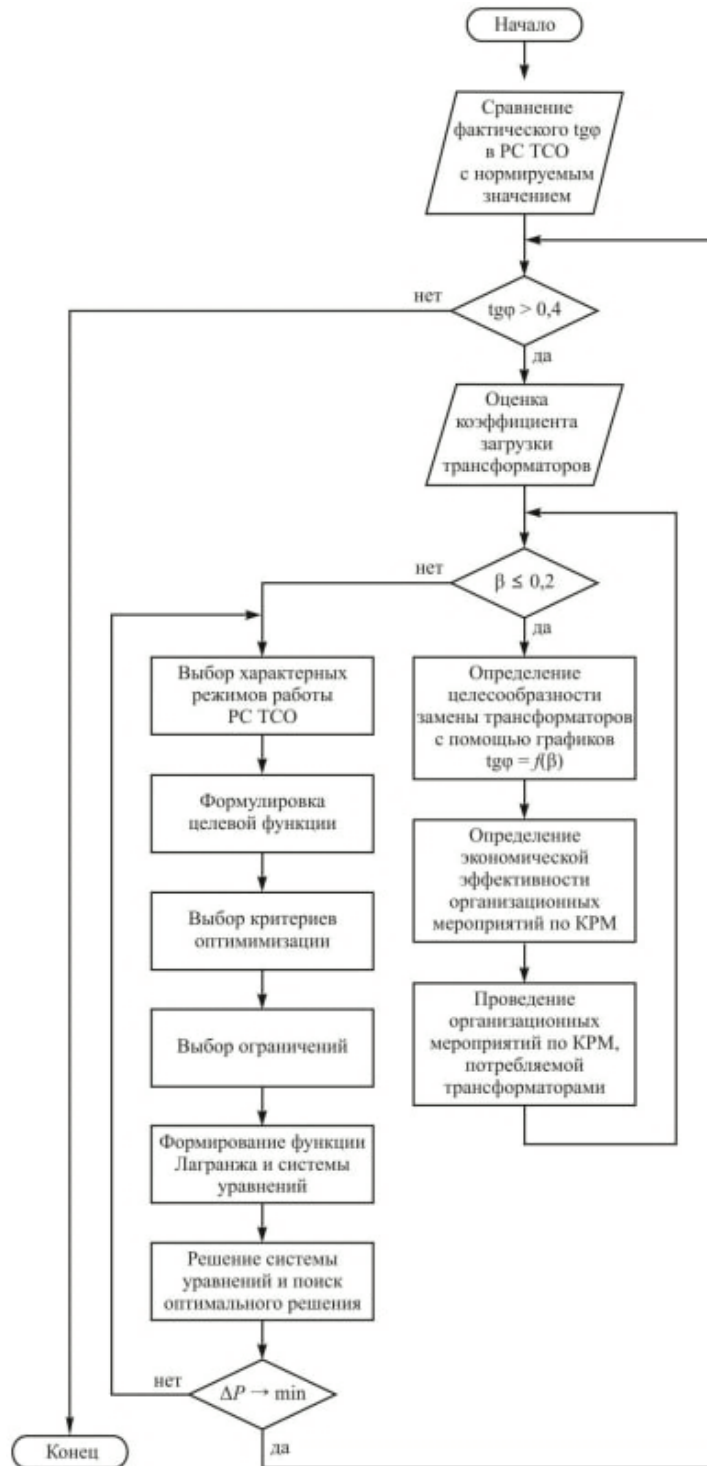 Начало
Сравнение
фактического tgφ
в РС ТСО
с нормируемым
значением
нет
tgφ > 0,4
да
Оценка
коэффициента
загрузки
трансформаторов
нет
β ≤ 0,2
да
Выбор характерных
режимов работы
РС ТСО
Формулировка
целевой функции
Выбор критериев
оптимимизации
Выбор ограничений
Формирование функции
Лагранжа и системы
уравнений
Решение системы
уравнений и поиск
оптимального решения
нет
ΔP → min
да
Определение
целесообразности
замены трансформаторов
с помощью графиков
tgφ = f(β)
Определение
экономической
эффективности
организационных
мероприятий по КРМ
Проведение
организационных
мероприятий по КРМ,
потребляемой
трансформаторами
Конец